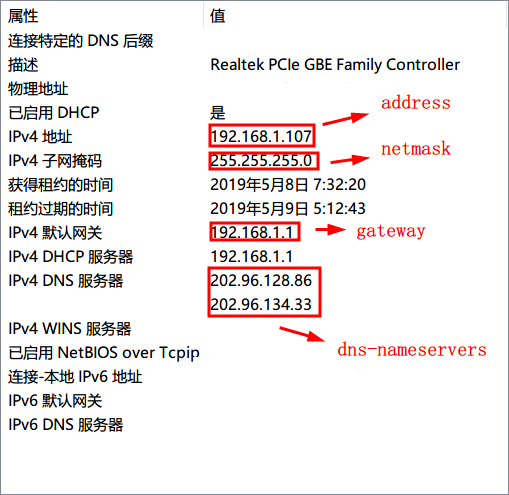 属性 值
连接特定的 DNS 后缀
描述 Realtek PCIe GBE Family Controller
物理地址
已启用 DHCP 是
address
IPv4 地址 192.168.1.107
IPv4 子网掩码 255.255.255.0 netmask
获得租约的时间 2019年5月8日 7:32:20
租约过期的时间 2019年5月9日 5:12:43
IPv4 默认网关 192.168.1.1 gateway
IPv4 DHCP 服务器 192.168.1.1
IPv4 DNS 服务器 202.96.128.86
202.96.134.33
IPv4 WINS 服务器
dns-nameservers
已启用 NetBIOS over Tcpip
连接-本地 IPv6 地址
IPv6 默认网关
IPv6 DNS 服务器